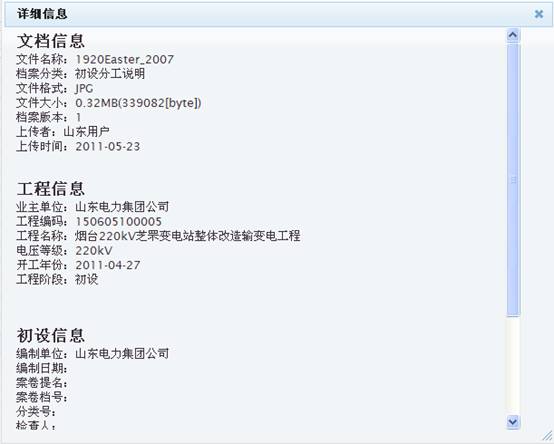 详细信息
文档信息
文件名称：1920Easter_2007
档案分类：初设分工说明
文件格式：JPG
文件大小：0.32MB(339082[byte])
档案版本：1
上传者：山东用户
上传时间：2011-05-23
工程信息
业主单位：山东电力集团公司
工程编码：150605100005
工程名称：烟台220kV芝罘变电站整体改造输变电工程
电压等级：220kV
开工年份：2011-04-27
工程阶段：初设
初设信息
编制单位：山东电力集团公司
编制日期：
案卷提名：
案卷档号：
分类号：
检查人：